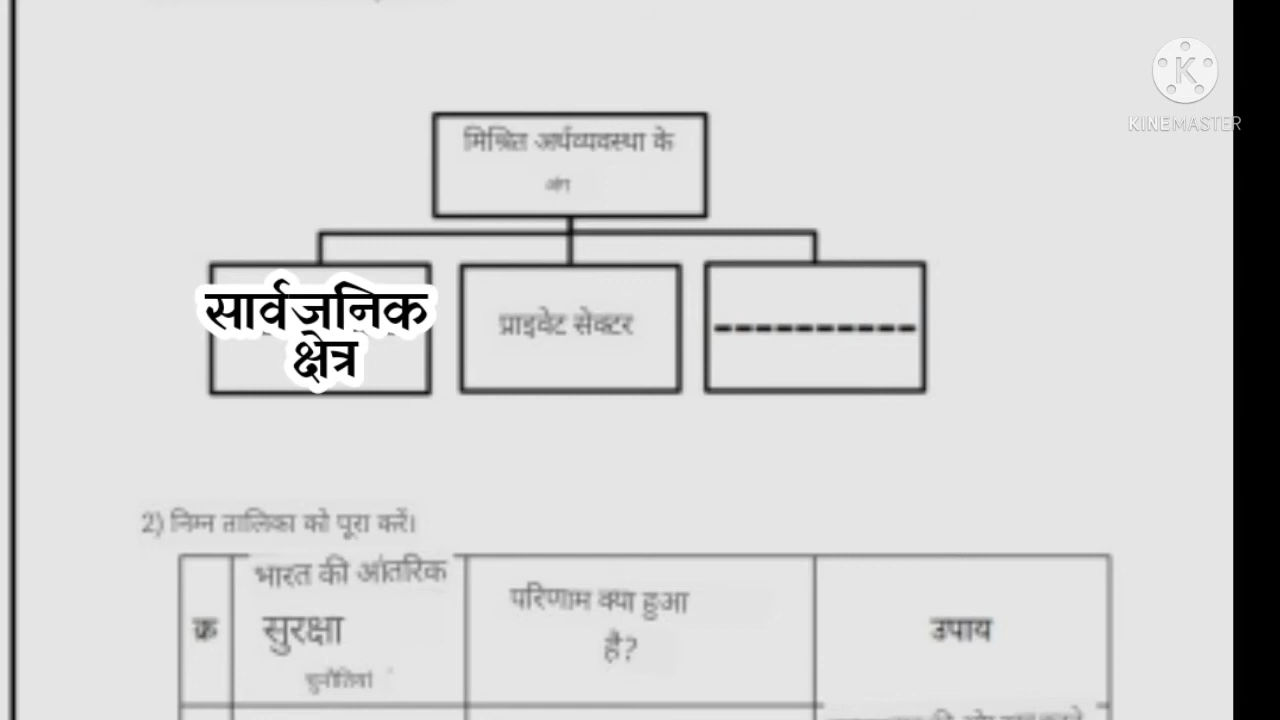 KINEMASTER
मिश्रित अर्थव्यवस्था के
अंग
सार्वजनिक
क्षेत्र
प्राइवेट सेक्टर
----------
2) निम्न तालिका को पूरा करें।
क्र
भारत की आंतरिक
सुरक्षा
चुनौतियां
परिणाम क्या हुआ
है?
उपाय